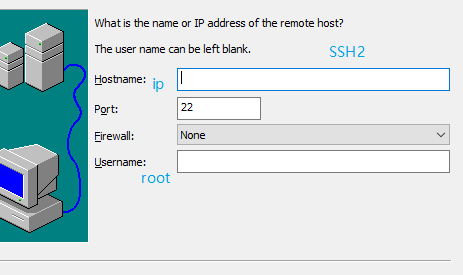 What is the name or IP address of the remote host?
The user name can be left blank.
SSH2
Hostname: ip
Port: 22
Firewall: None
Username:
root